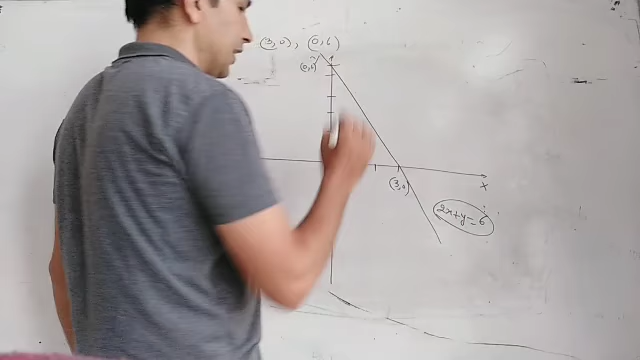 (3,0), (0,6)
(0,6)
(3,0)
x
2x+y=6